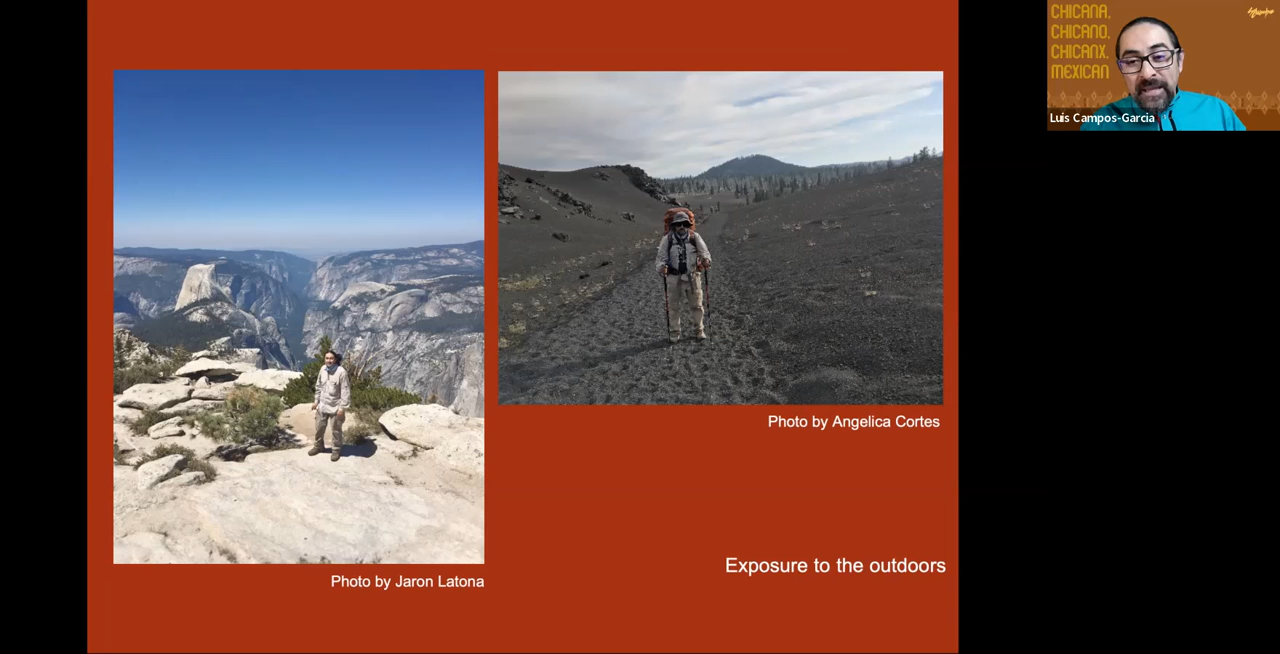 Photo by Jaron Latona
Photo by Angelica Cortes
Exposure to the outdoors
CHICANA,
CHICANO,
CHICANX,
MEXICAN
Luis Campos-Garcia